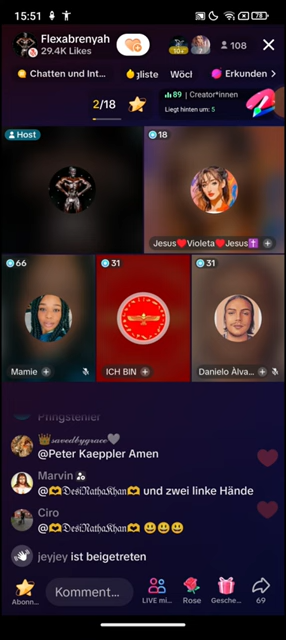 15:51
78
Flexabrenyah
29.4K Likes
10+
108
Chatten und Int...
gliste
Wöcl
Erkunden >
2/18
89 | Creator*innen
Liegt hinten um: 5
Host
18
Jesus❤️Violeta❤️Jesus✝️ +
66
31
31
Mamie +
ICH BIN +
Danielo Àlva... +
Pfingstenler
👑𝓼𝓪𝓿𝓮𝓭𝓫𝔂𝓰𝓻𝓪𝓬𝓮🩶
@Peter Kaeppler Amen
Marvin
@🫶𝔇𝔢𝔰𝔦𝔑𝔞𝔱𝔥𝔞𝔎𝔥𝔞𝔫🫶 und zwei linke Hände
Ciro
@🫶𝔇𝔢𝔰𝔦𝔑𝔞𝔱𝔥𝔞𝔎𝔥𝔞𝔫🫶 😃😃😃
jeyjey ist beigetreten
Komment...
Abonn...
LIVE mi...
Rose
Gesche...
69